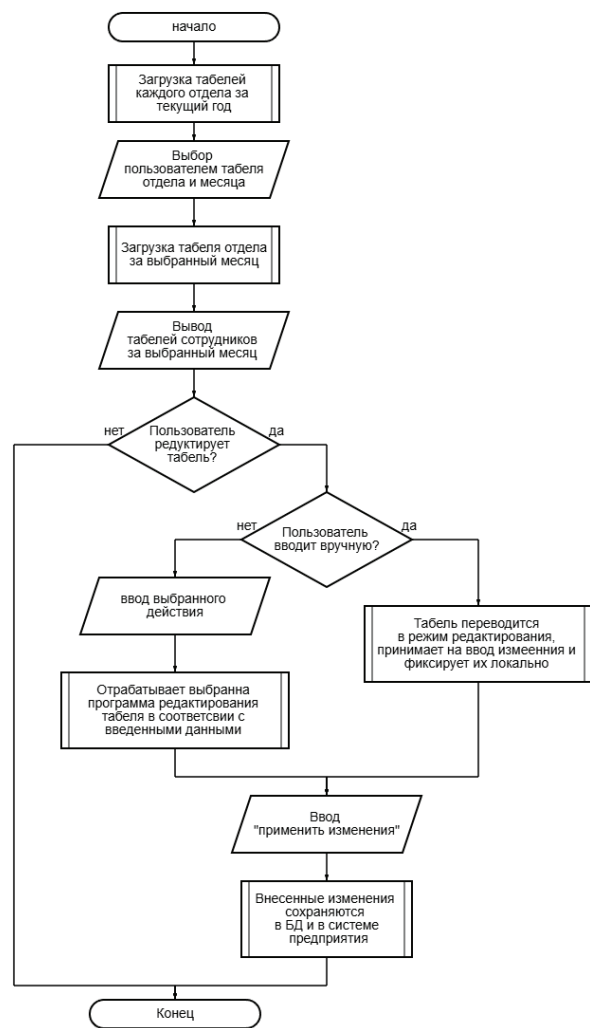 начало
Загрузка табелей
каждого отдела за
текущий год
Выбор
пользователем табеля
отдела и месяца
Загрузка табеля отдела
за выбранный месяц
Вывод
табелей сотрудников
за выбранный месяц
нет
Пользователь
редуктирует
табель?
да
нет
Пользователь
вводит вручную?
да
ввод выбранного
действия
Табель переводится
в режим редактирования,
принимает на ввод измеенния и
фиксирует их локально
Отрабатывает выбранна
программа редактирования
табеля в соответсвии с
введенными данными
Ввод
"применить изменения"
Внесенные изменения
сохраняются
в БД и в системе
предприятия
Конец